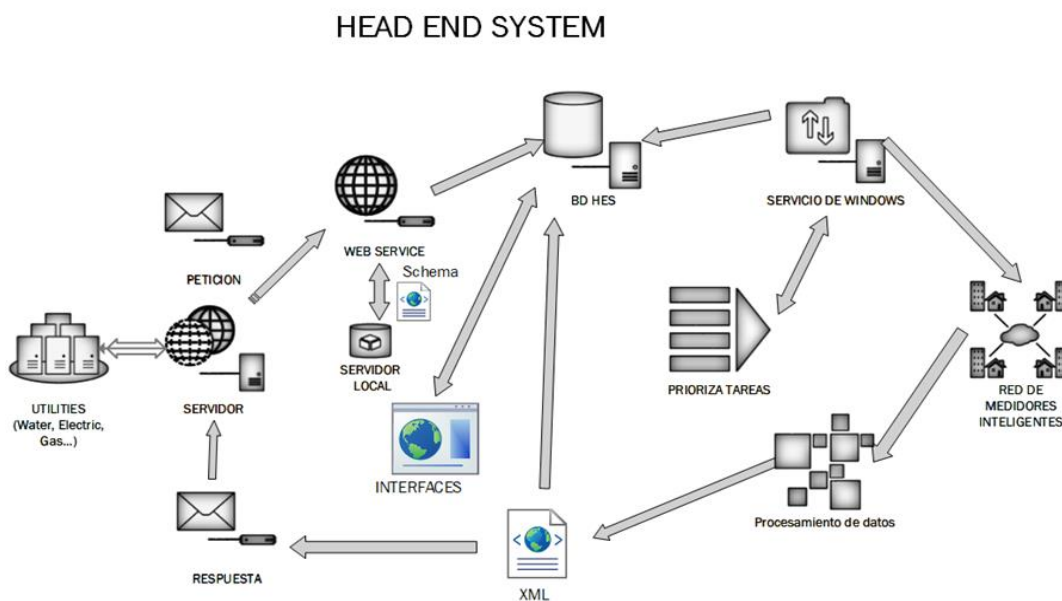 HEAD END SYSTEM
BD HES
SERVICIO DE WINDOWS
WEB SERVICE
PETICION
Schema
SERVIDOR
LOCAL
PRIORIZA TAREAS
RED DE
MEDIDORES
INTELIGENTES
UTILITIES
(Water, Electric,
Gas...)
SERVIDOR
INTERFACES
Procesamiento de datos
RESPUESTA
XML